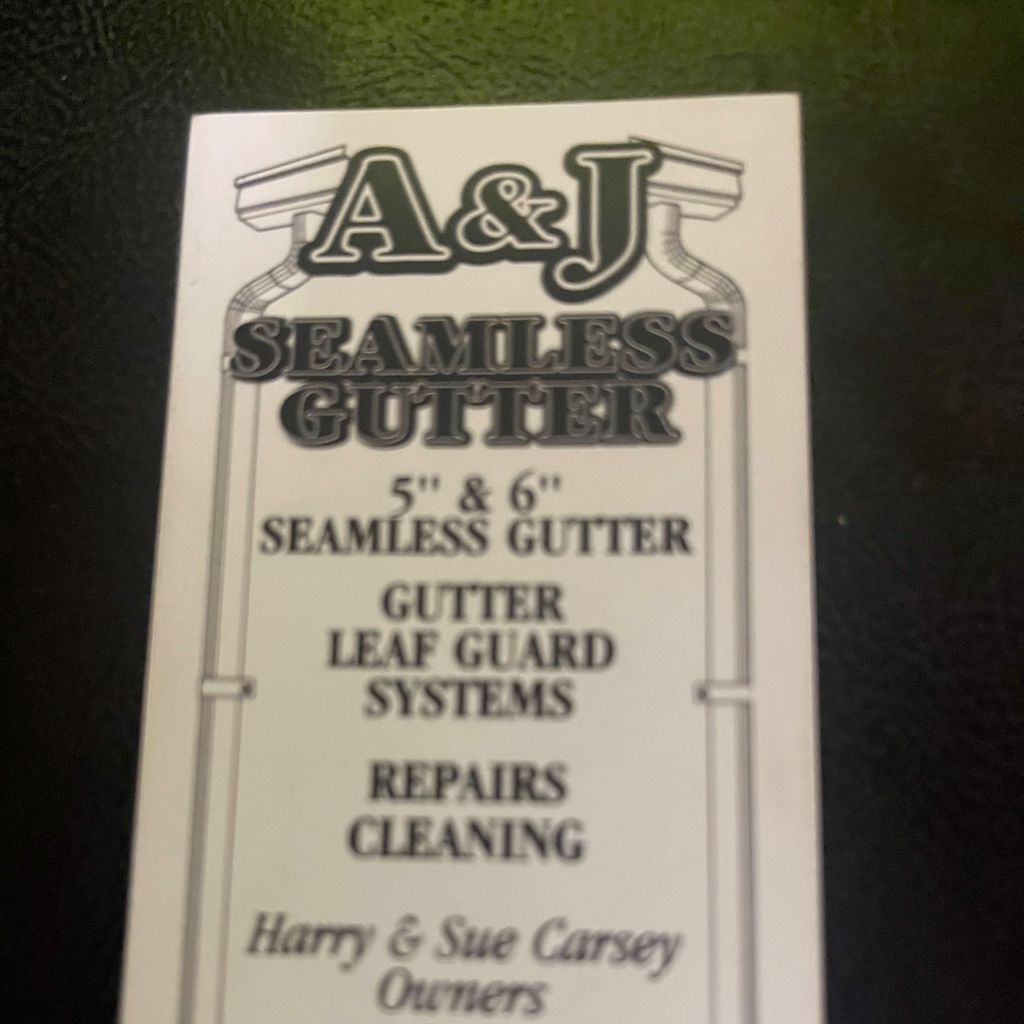 A&J
SEAMLESS
GUTTER
5" & 6"
SEAMLESS GUTTER
GUTTER
LEAF GUARD
SYSTEMS
REPAIRS
CLEANING
Harry & Sue Carsey
Owners